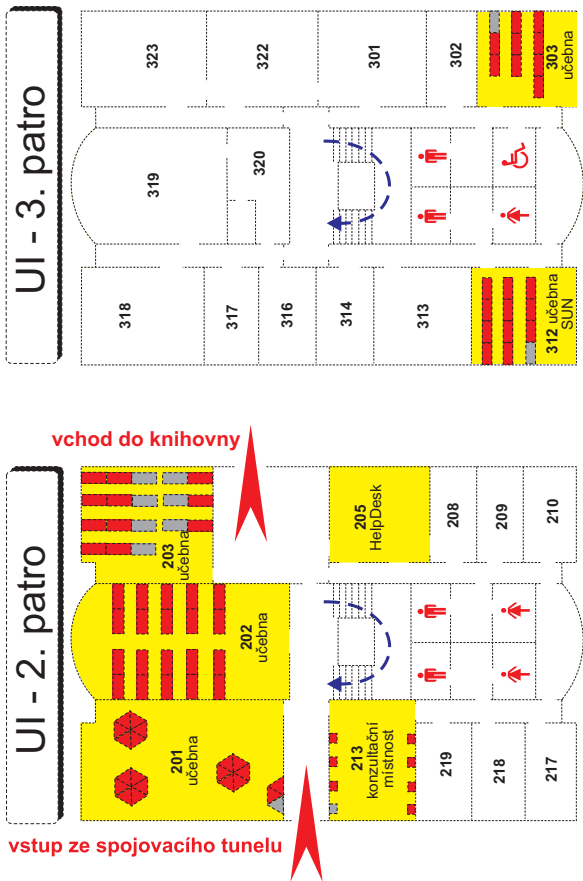 UI - 3. patro
323
322
301
302
303
učebna
319
320
318
317
316
314
313
312 učebna
SUN
vchod do knihovny
UI - 2. patro
203
učebna
205
HelpDesk
208
209
210
202
učebna
201
učebna
213
konzultační
místnost
219
218
217
vstup ze spojovacího tunelu